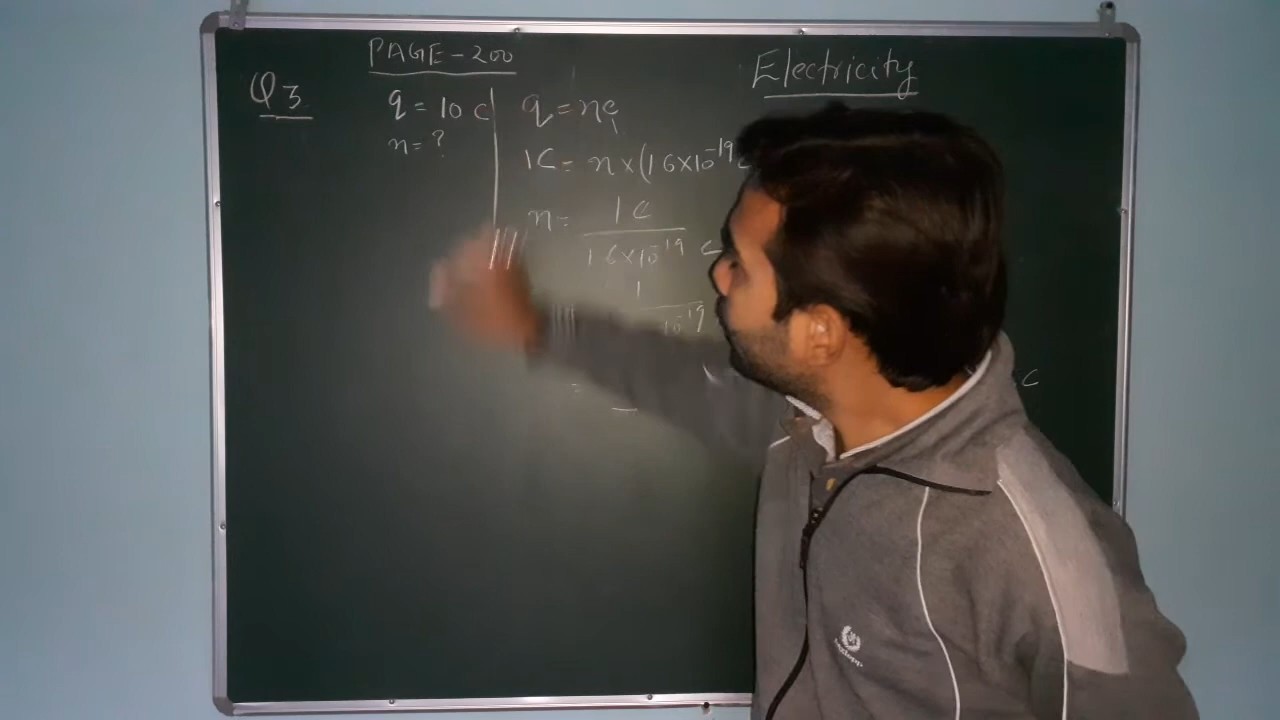 PAGE-200
Electricity
Q3
q = 10 C
n = ?
q = ne
1C = n × (1.6×10⁻¹⁹ C
n = 1 C
1.6×10⁻¹⁹ C
1
10⁻¹⁹
=
C